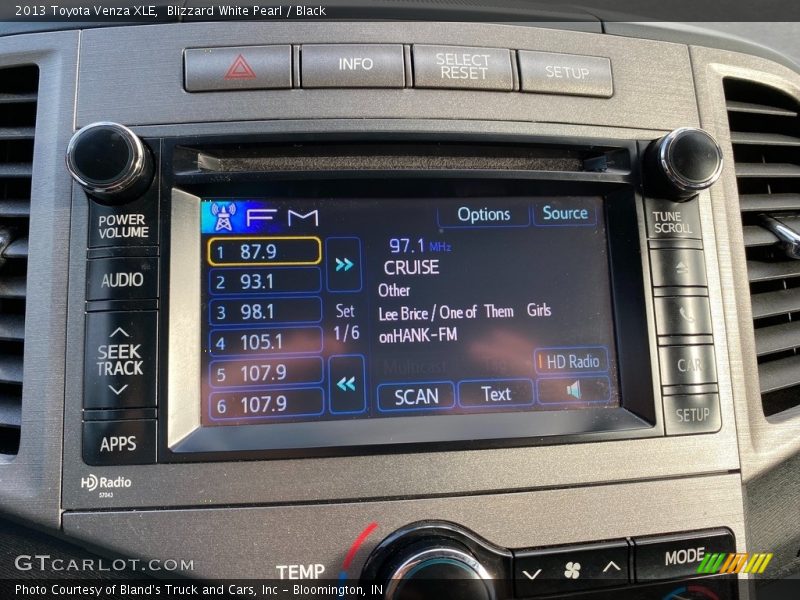 2013 Toyota Venza XLE,  Blizzard White Pearl / Black
INFO
SELECT
RESET
SETUP
POWER
VOLUME
AUDIO
SEEK
TRACK
APPS
HD Radio
57043
FM
Options
Source
1 87.9
2 93.1
3 98.1
4 105.1
5 107.9
6 107.9
Set
1/6
97.1 MHz
CRUISE
Other
Lee Brice / One of Them Girls
onHANK-FM
HD Radio
SCAN
Text
TUNE
SCROLL
CAR
SETUP
TEMP
MODE
GTCARLOT.COM
Photo Courtesy of Bland's Truck and Cars, Inc - Bloomington, IN